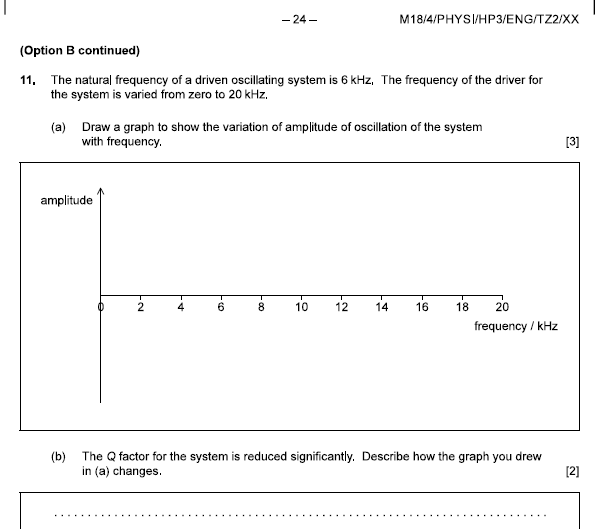 – 24 –
M18/4/PHYSI/HP3/ENG/TZ2/XX
(Option B continued)
11. The natural frequency of a driven oscillating system is 6 kHz. The frequency of the driver for
the system is varied from zero to 20 kHz.
(a) Draw a graph to show the variation of amplitude of oscillation of the system
with frequency.
[3]
amplitude
0 2 4 6 8 10 12 14 16 18 20
frequency / kHz
(b) The Q factor for the system is reduced significantly. Describe how the graph you drew
in (a) changes.
[2]